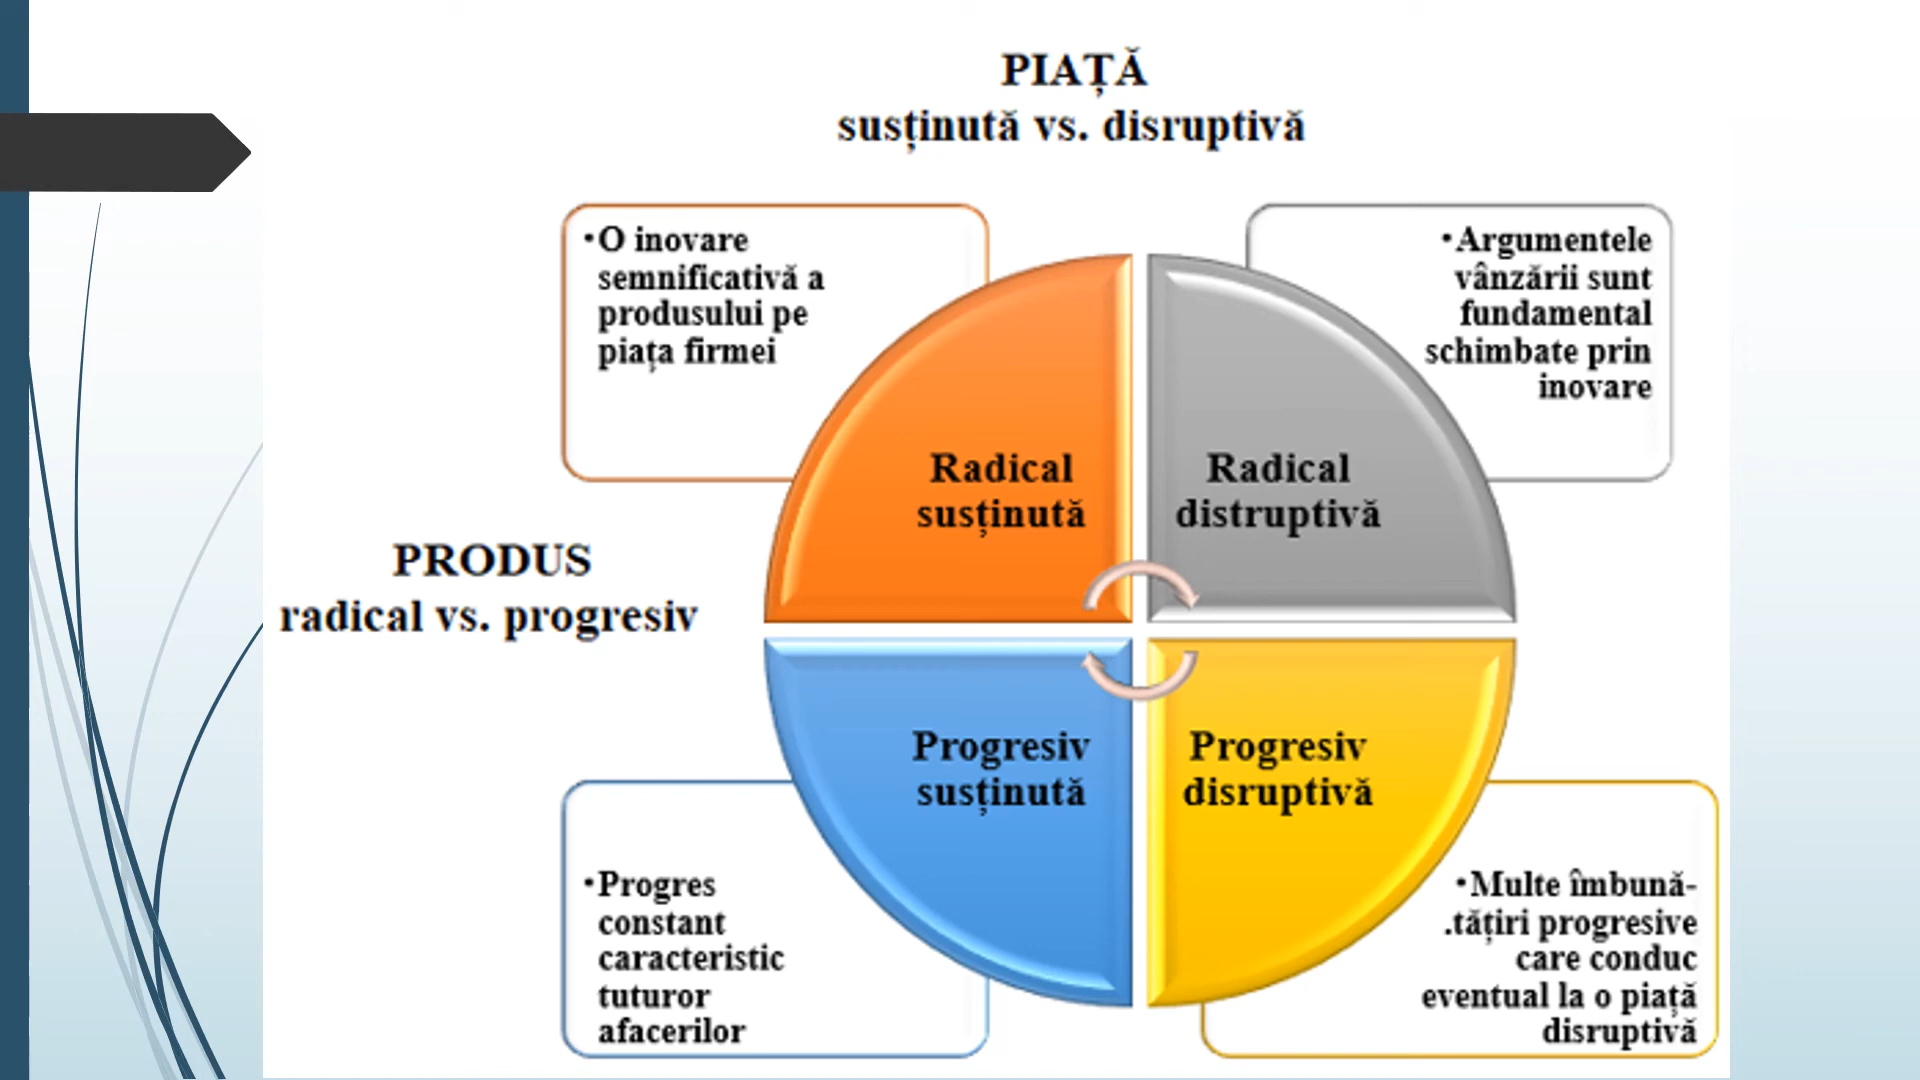 PIAȚĂ
susținută vs. disruptivă
•O inovare
semnificativă a
produsului pe
piața firmei
•Argumentele
vânzării sunt
fundamental
schimbate prin
inovare
Radical
susținută
Radical
distruptivă
PRODUS
radical vs. progresiv
Progresiv
susținută
Progresiv
disruptivă
•Progres
constant
caracteristic
tuturor
afacerilor
•Multe îmbună-
.tățiri progresive
care conduc
eventual la o piață
disruptivă